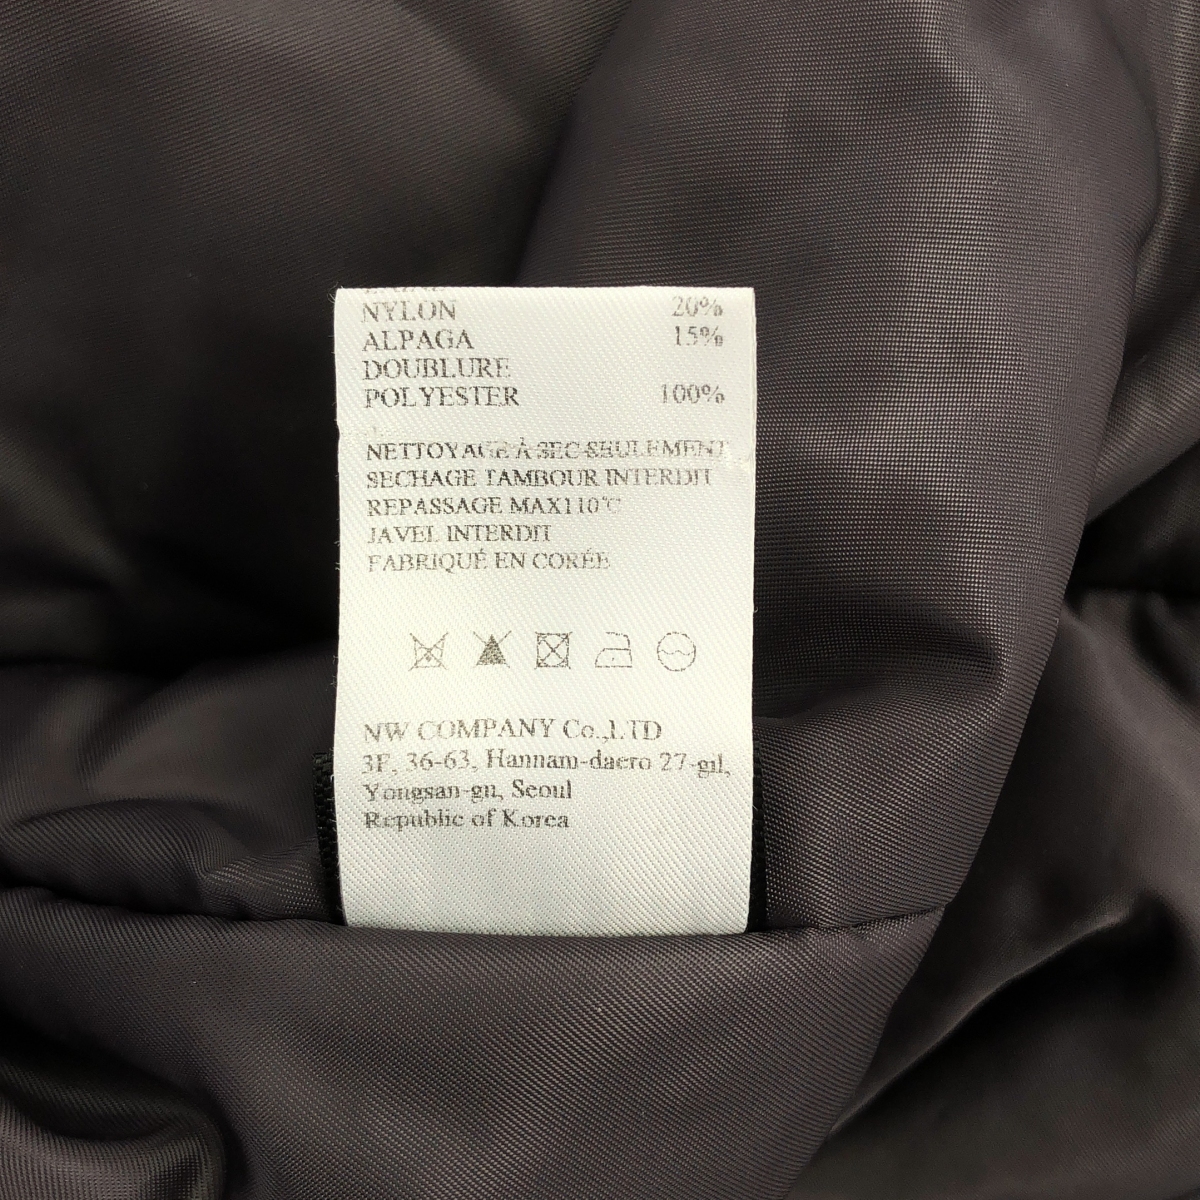 NYLON 20%
ALPAGA 15%
DOUBLURE
POLYESTER 100%
NETTOYAGE À SEC SEULEMENT
SECHAGE TAMBOUR INTERDIT
REPASSAGE MAX110℃
JAVEL INTERDIT
FABRIQUÉ EN CORÉE
NW COMPANY Co.,LTD
3F, 36-63, Hannam-daero 27-gil,
Yongsan-gu, Seoul
Republic of Korea